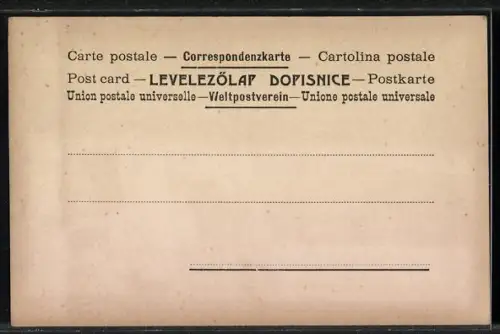 Carte postale — Correspondenzkarte — Cartolina postale
Post card — LEVELEZŐLAP DOPISNICE — Postkarte
Union postale universelle — Weltpostverein — Unione postale universale